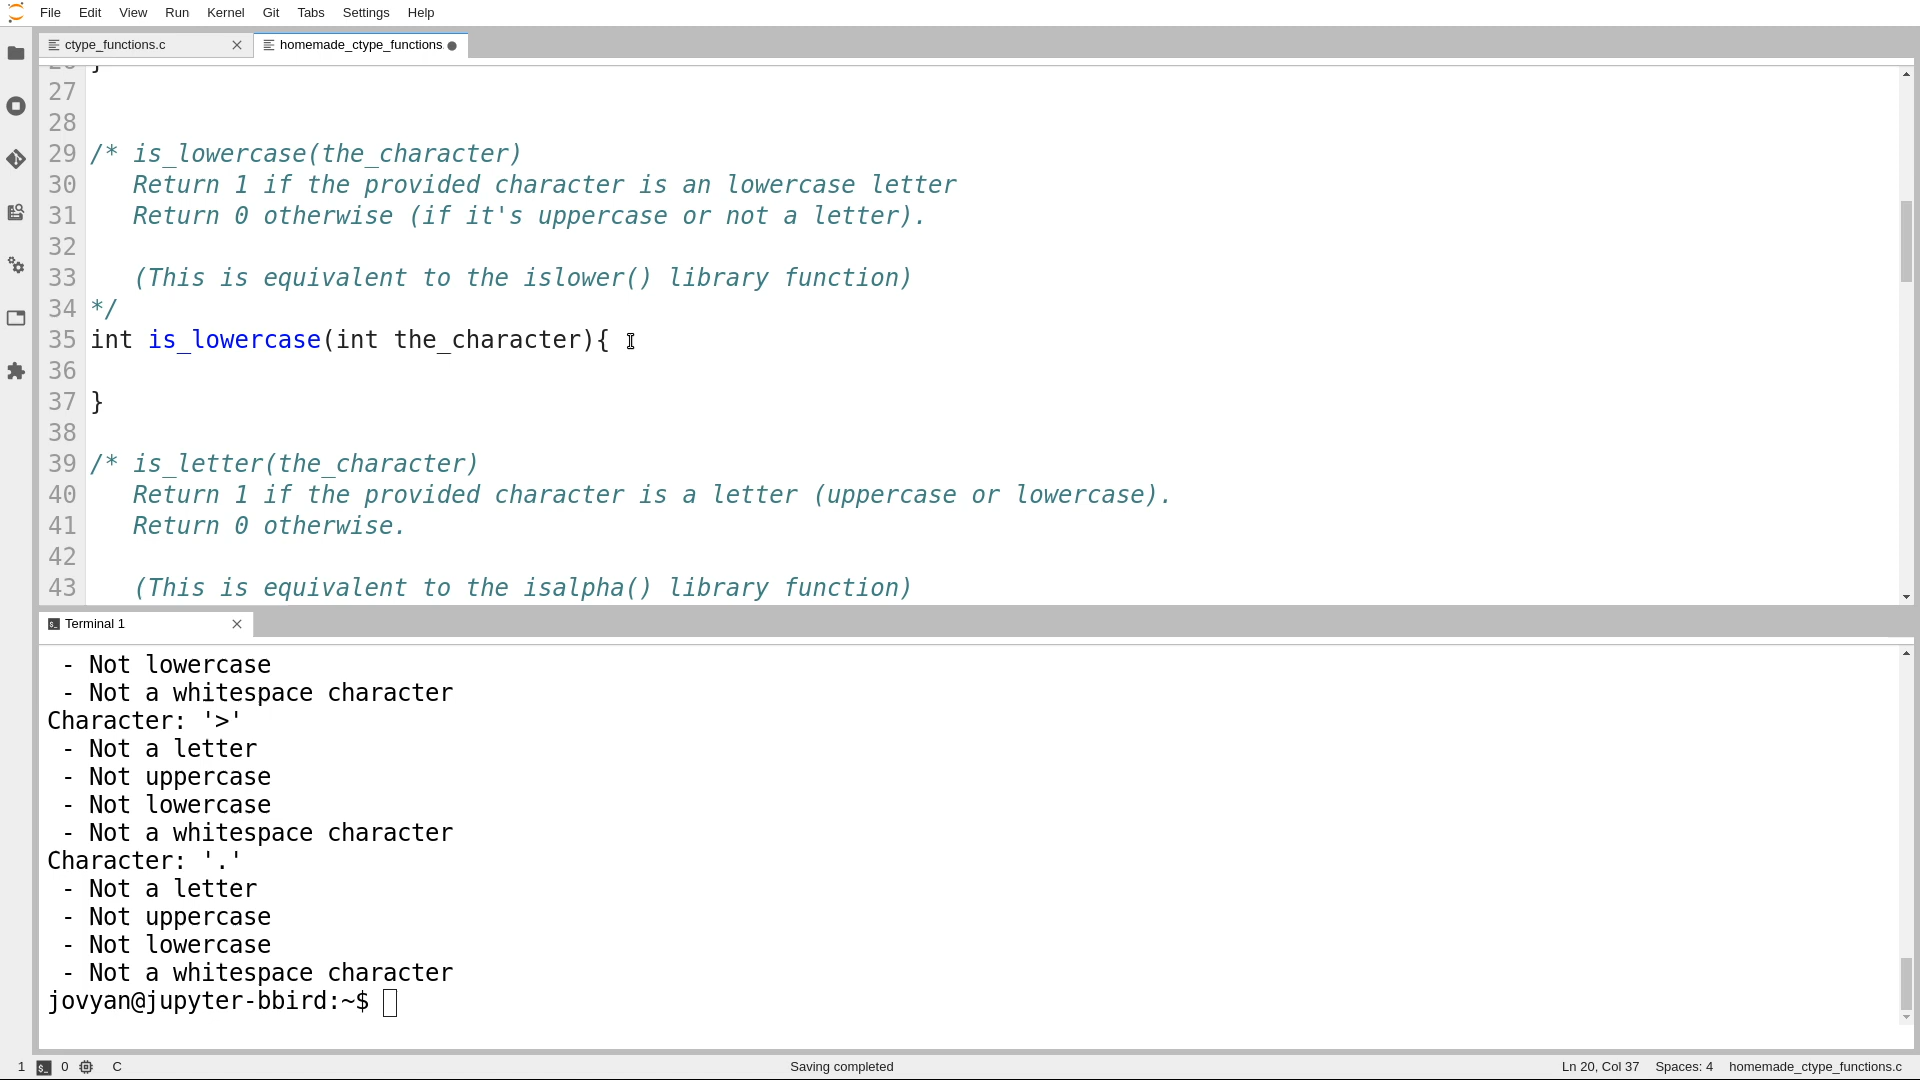 File Edit View Run Kernel Git Tabs Settings Help
ctype_functions.c homemade_ctype_functions.
26 }
27
28
29 /* is_lowercase(the_character)
30 Return 1 if the provided character is an lowercase letter
31 Return 0 otherwise (if it's uppercase or not a letter).
32
33 (This is equivalent to the islower() library function)
34 */
35 int is_lowercase(int the_character){
36
37 }
38
39 /* is_letter(the_character)
40 Return 1 if the provided character is a letter (uppercase or lowercase).
41 Return 0 otherwise.
42
43 (This is equivalent to the isalpha() library function)
Terminal 1
- Not lowercase
- Not a whitespace character
Character: '>'
- Not a letter
- Not uppercase
- Not lowercase
- Not a whitespace character
Character: '.'
- Not a letter
- Not uppercase
- Not lowercase
- Not a whitespace character
jovyan@jupyter-bbird:~$
1 0 C Saving completed Ln 20, Col 37 Spaces: 4 homemade_ctype_functions.c